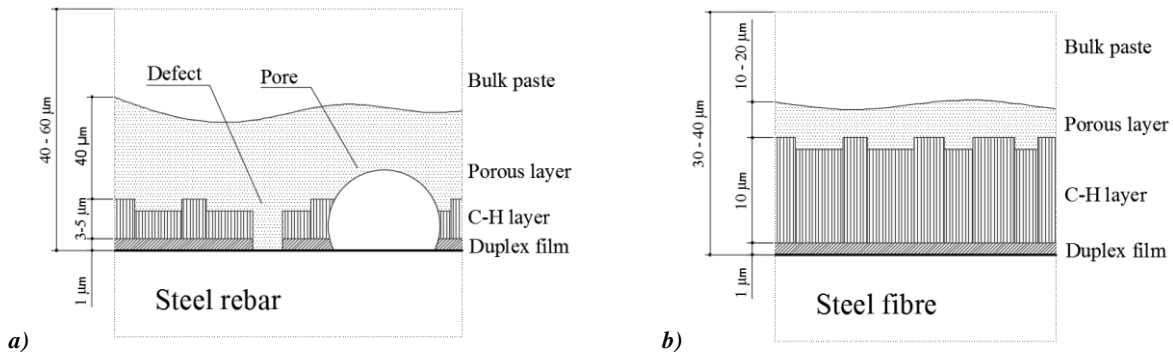 40 - 60 µm
40 µm
3-5 µm
1 µm
Defect
Pore
Bulk paste
Porous layer
C-H layer
Duplex film
Steel rebar
a)
30 - 40 µm
10 - 20 µm
10 µm
1 µm
Bulk paste
Porous layer
C-H layer
Duplex film
Steel fibre
b)